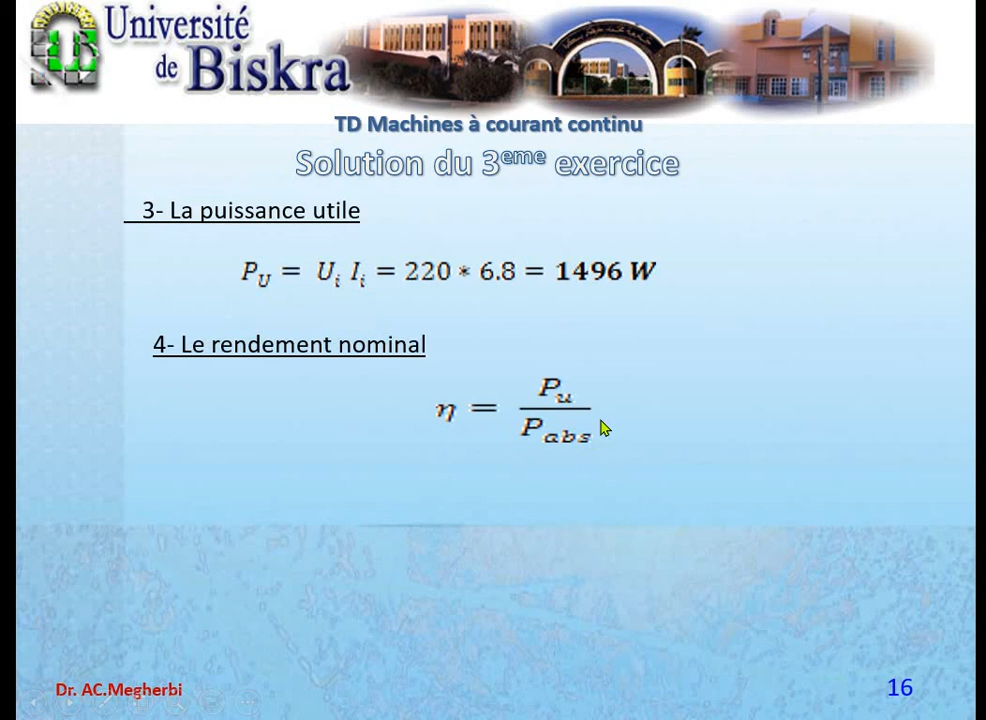 Université
de Biskra
TD Machines à courant continu
Solution du 3eme exercice
3- La puissance utile
P_U = U_i I_i = 220 * 6.8 = 1496 W
4- Le rendement nominal
η = P_u / P_abs
Dr. AC.Megherbi
16